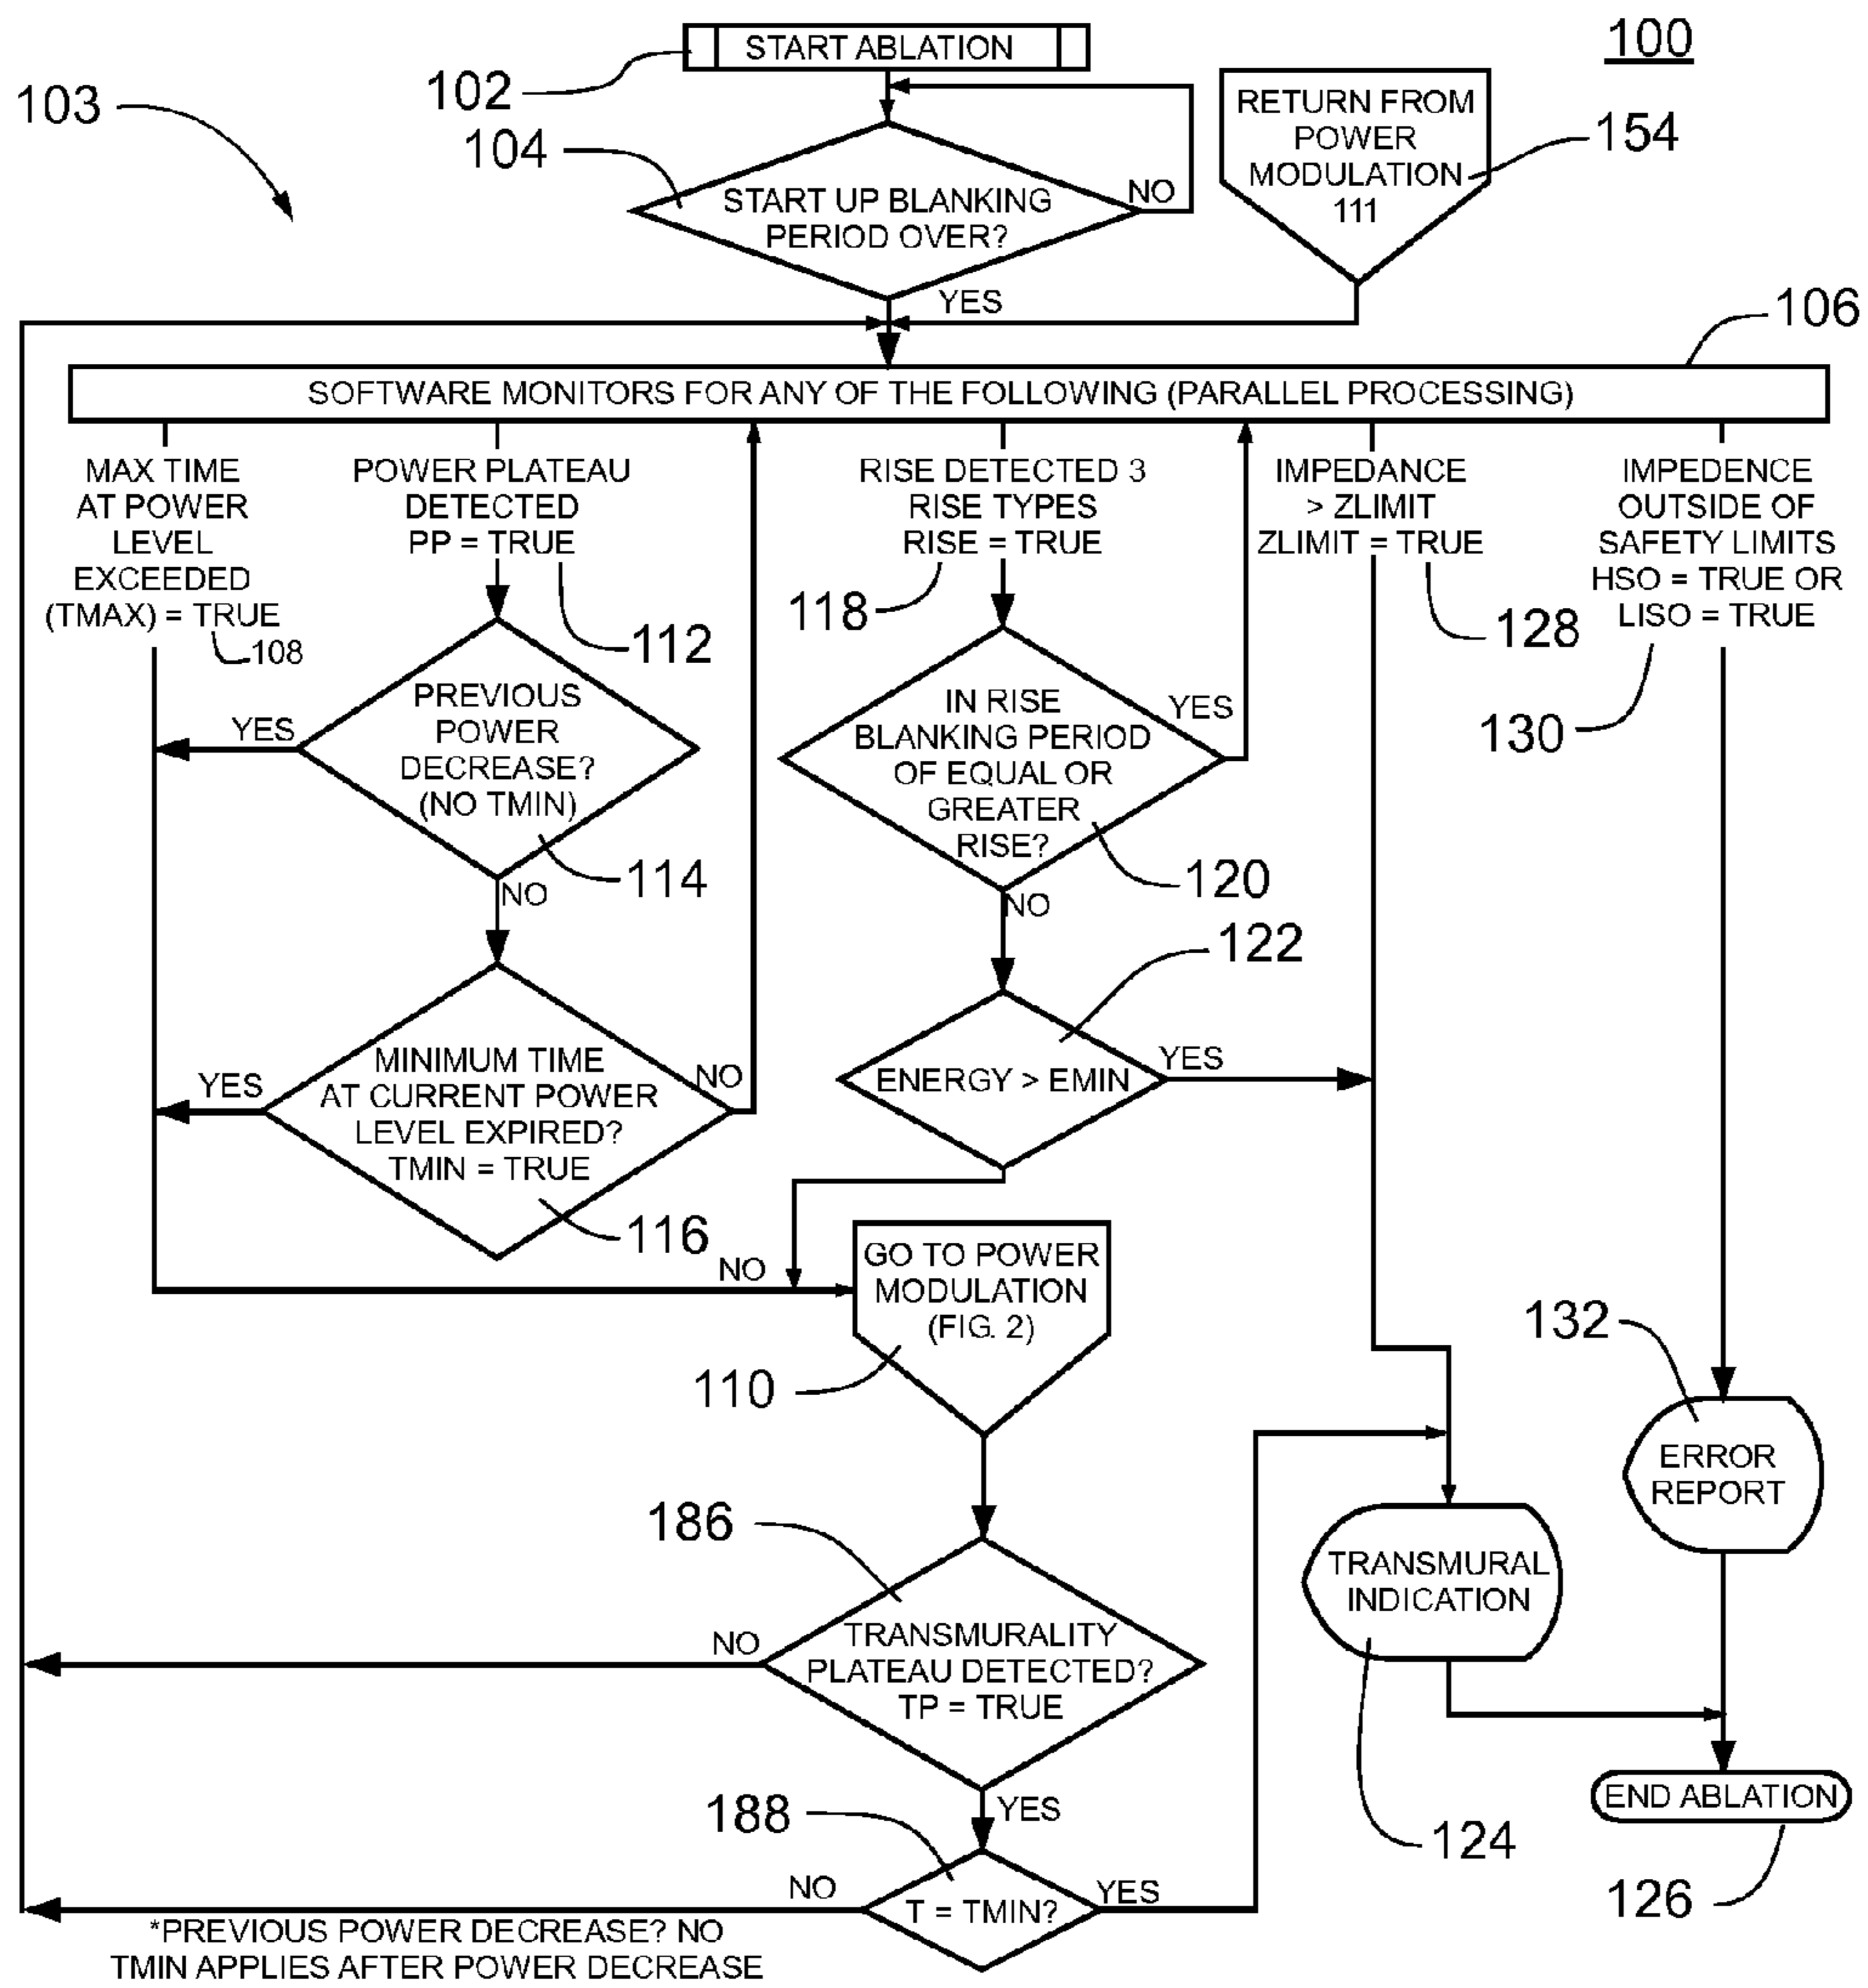 100
START ABLATION
102
103
RETURN FROM
POWER
MODULATION
111
154
104
START UP BLANKING
PERIOD OVER?
NO
YES
106
SOFTWARE MONITORS FOR ANY OF THE FOLLOWING (PARALLEL PROCESSING)
MAX TIME
AT POWER
LEVEL
EXCEEDED
(TMAX) = TRUE
108
POWER PLATEAU
DETECTED
PP = TRUE
112
RISE DETECTED 3
RISE TYPES
RISE = TRUE
118
IMPEDANCE
> ZLIMIT
ZLIMIT = TRUE
128
IMPEDENCE
OUTSIDE OF
SAFETY LIMITS
HSO = TRUE OR
LISO = TRUE
130
PREVIOUS
POWER
DECREASE?
(NO TMIN)
YES
114
NO
IN RISE
BLANKING PERIOD
OF EQUAL OR
GREATER
RISE?
YES
120
NO
122
MINIMUM TIME
AT CURRENT POWER
LEVEL EXPIRED?
TMIN = TRUE
YES
NO
116
ENERGY > EMIN
YES
NO
GO TO POWER
MODULATION
(FIG. 2)
110
132
ERROR
REPORT
186
TRANSMURAL
INDICATION
124
TRANSMURALITY
PLATEAU DETECTED?
TP = TRUE
NO
YES
188
T = TMIN?
NO
YES
END ABLATION
126
*PREVIOUS POWER DECREASE? NO
TMIN APPLIES AFTER POWER DECREASE